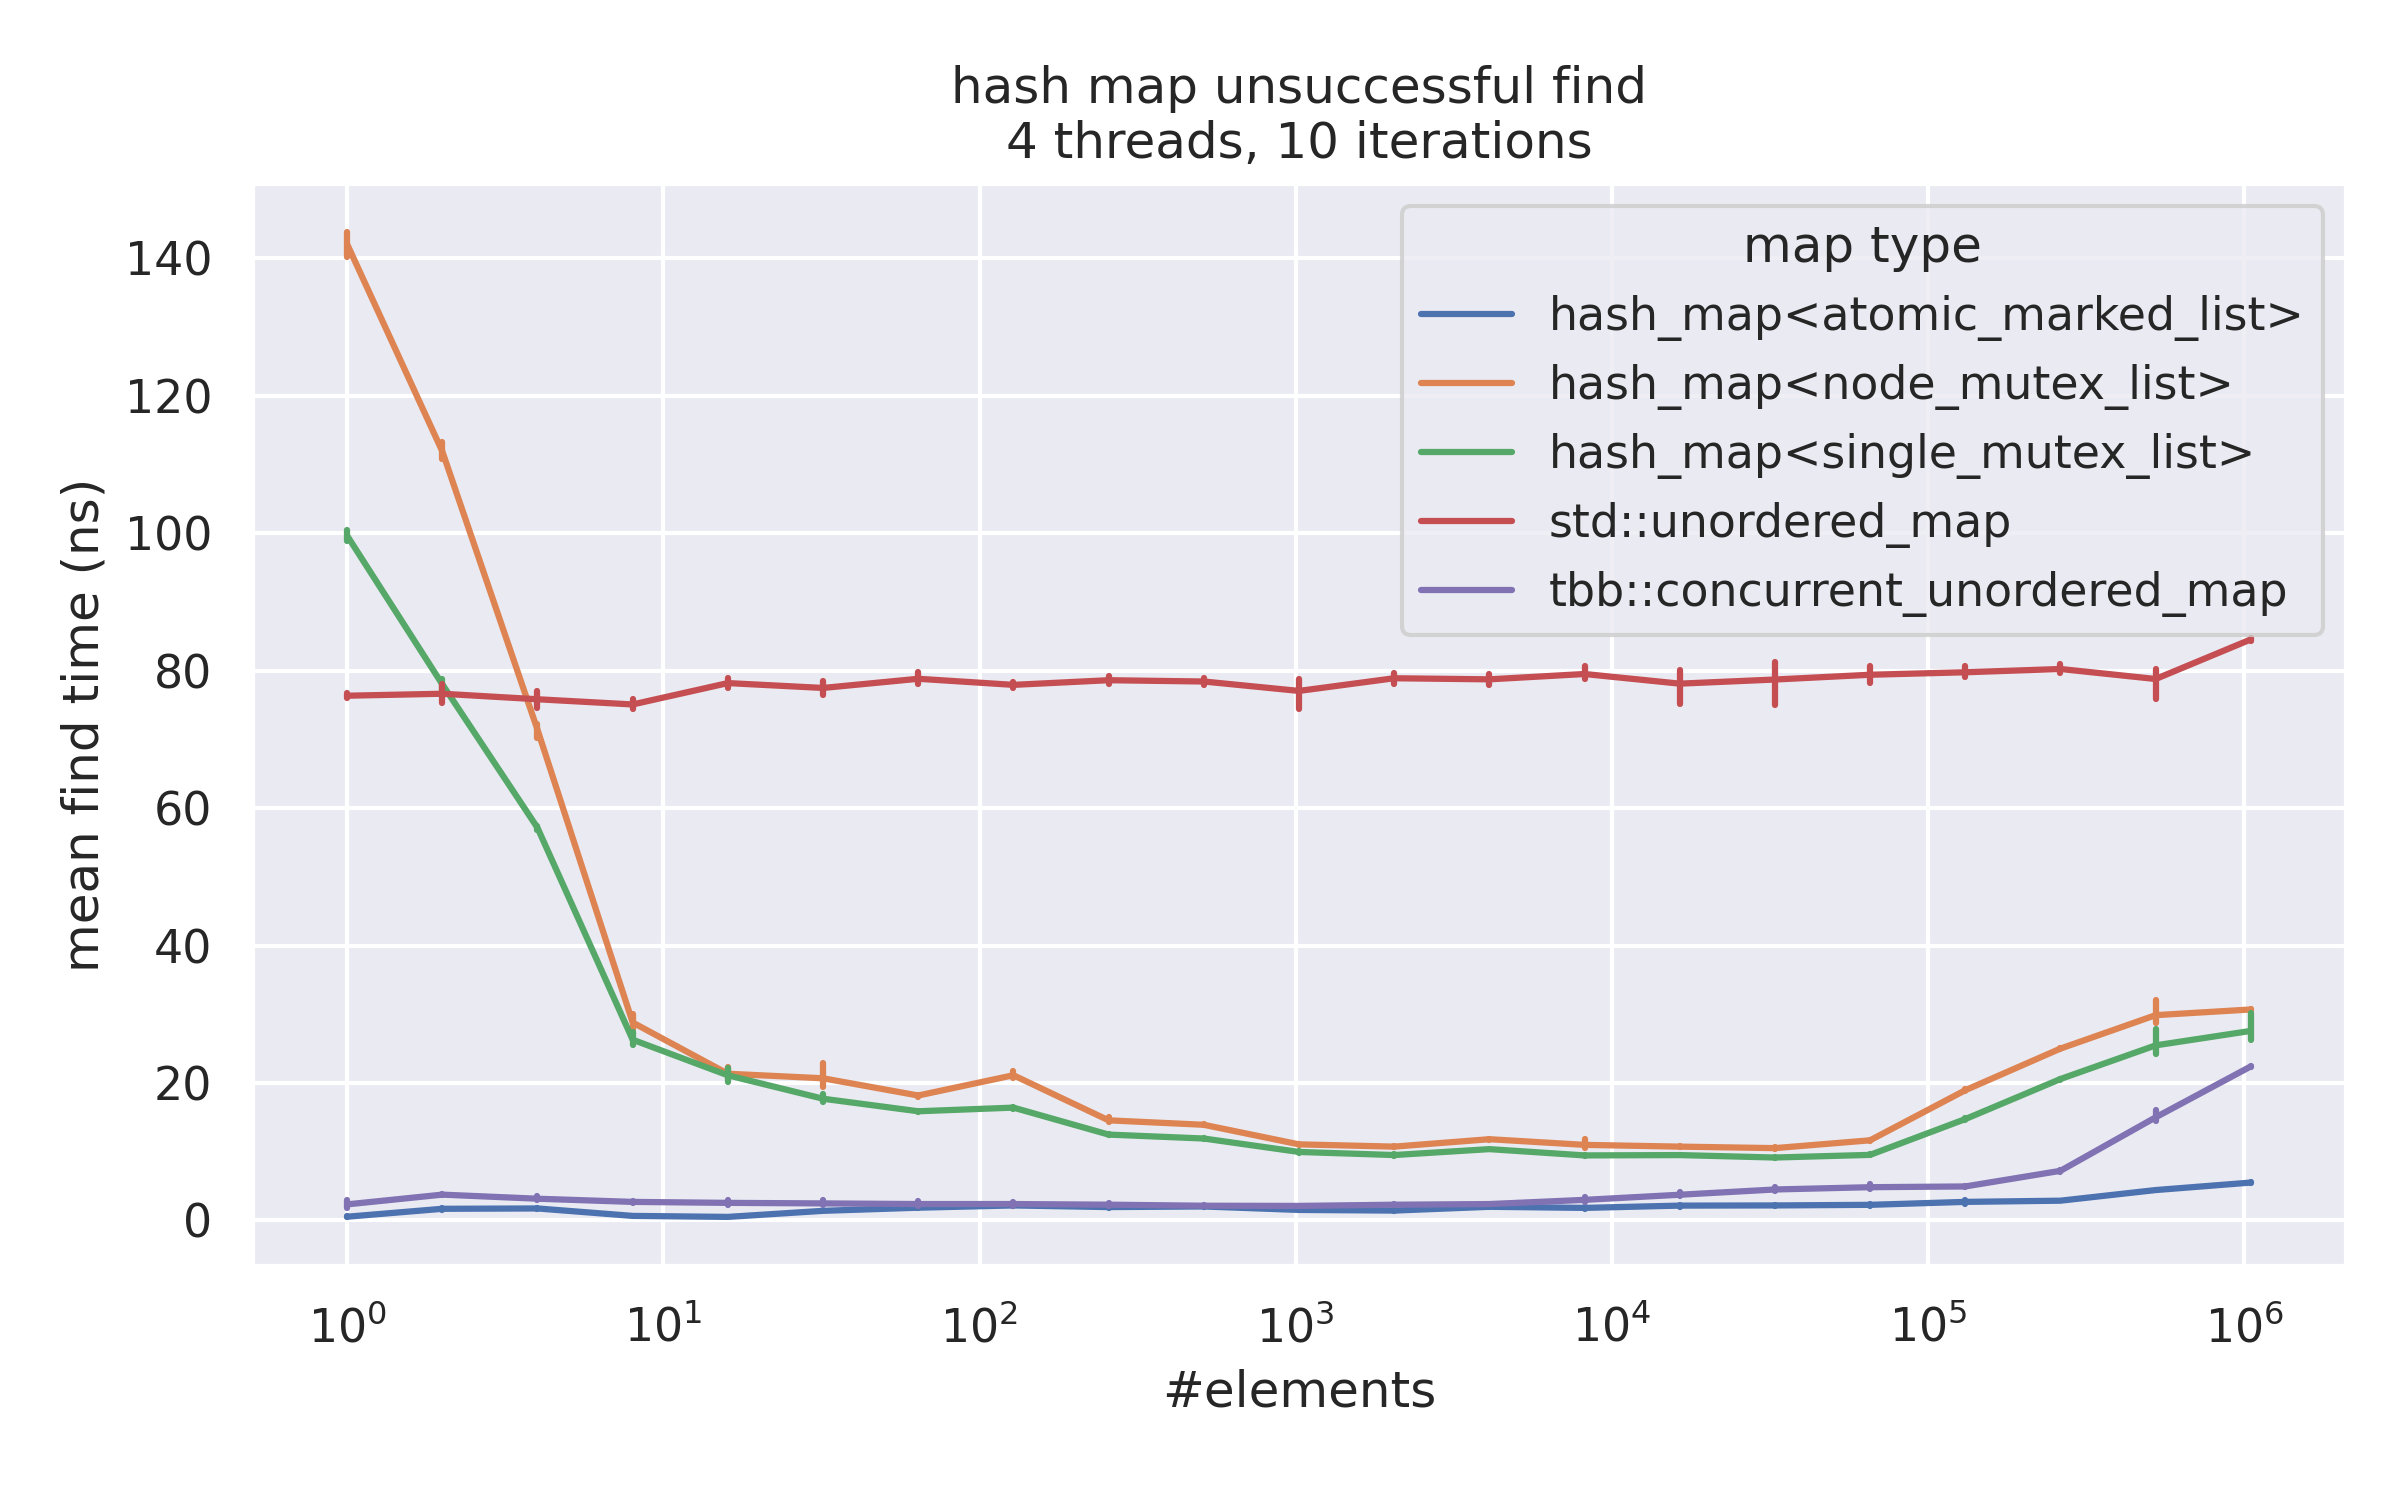 hash map unsuccessful find
4 threads, 10 iterations
mean find time (ns)
140
120
100
80
60
40
20
0
map type
hash_map<atomic_marked_list>
hash_map<node_mutex_list>
hash_map<single_mutex_list>
std::unordered_map
tbb::concurrent_unordered_map
10⁰ 10¹ 10² 10³ 10⁴ 10⁵ 10⁶
#elements